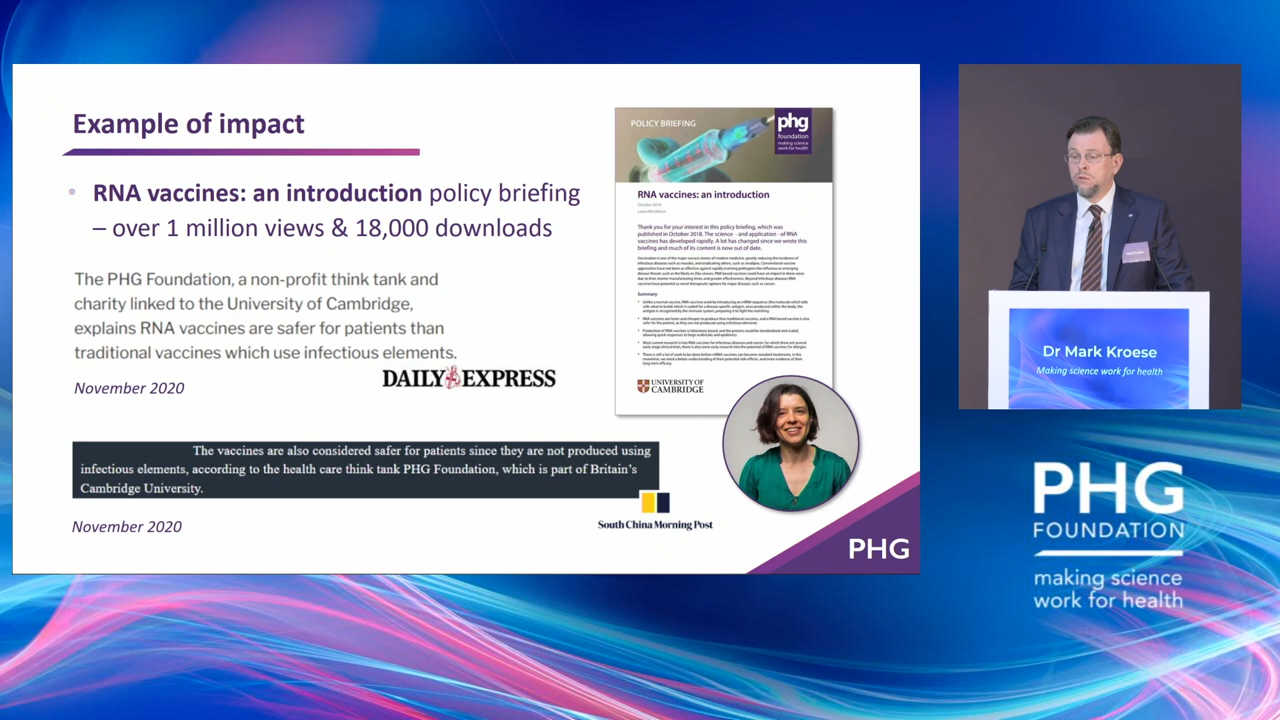 Example of impact
• RNA vaccines: an introduction policy briefing
– over 1 million views & 18,000 downloads
The PHG Foundation, a non-profit think tank and
charity linked to the University of Cambridge,
explains RNA vaccines are safer for patients than
traditional vaccines which use infectious elements.
November 2020
DAILY EXPRESS
The vaccines are also considered safer for patients since they are not produced using
infectious elements, according to the health care think tank PHG Foundation, which is part of Britain's
Cambridge University.
November 2020
South China Morning Post
POLICY BRIEFING
phg
foundation
making science
work for health
RNA vaccines: an introduction
October 2018
Thank you for your interest in this policy briefing, which was
published in October 2018. The science - and application - of RNA
vaccines has developed rapidly. A lot has changed since we wrote this
briefing and much of its content is now out of date.
Summary
UNIVERSITY OF
CAMBRIDGE
PHG
Dr Mark Kroese
Making science work for health
PHG
FOUNDATION
making science
work for health